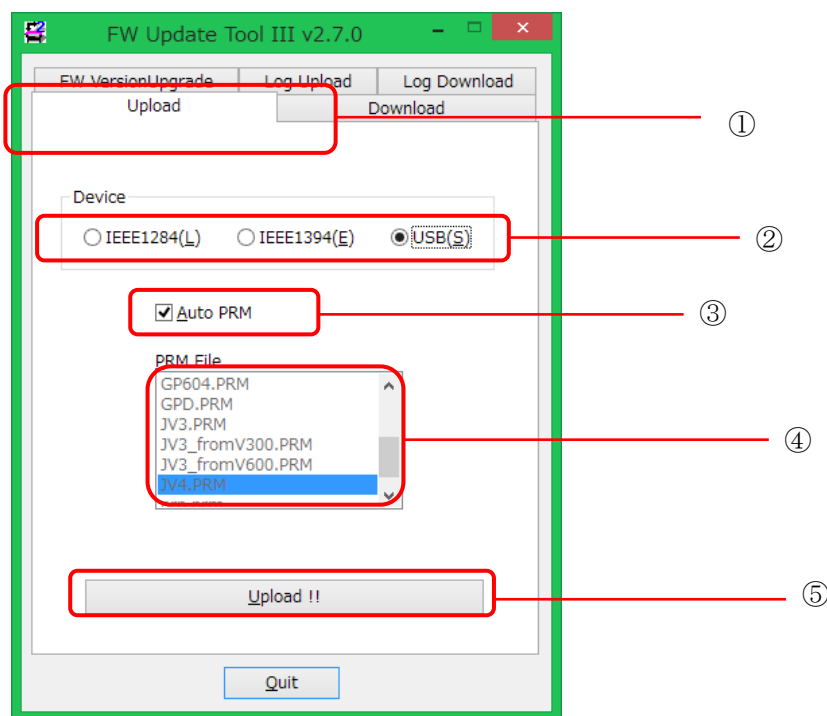 FW Update Tool III v2.7.0
FW VersionUpgrade Log Upload Log Download
Upload Download
①
Device
IEEE1284(L) IEEE1394(E) USB(S)
②
Auto PRM
③
PRM File
GP604.PRM
GPD.PRM
JV3.PRM
JV3_fromV300.PRM
④
JV3_fromV600.PRM
JV4.PRM
Upload !!
⑤
Quit